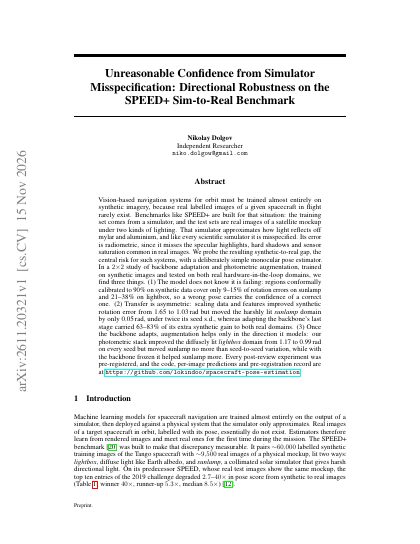 arXiv:2611.20321v1 [cs.CV] 15 Nov 2026
Unreasonable Confidence from Simulator
Misspecification: Directional Robustness on the
SPEED+ Sim-to-Real Benchmark
Nikolay Dolgov
Independent Researcher
niko.dolgow@gmail.com
Abstract
Vision-based navigation systems for orbit must be trained almost entirely on
synthetic imagery, because real labelled images of a given spacecraft in flight
rarely exist. Benchmarks like SPEED+ are built for that situation: the training
set comes from a simulator, and the test sets are real images of a satellite mockup
under two kinds of lighting. That simulator approximates how light reflects off
mylar and aluminium, and like every scientific simulator it is misspecified. Its error
is radiometric, since it misses the specular highlights, hard shadows and sensor
saturation common in real images. We probe the resulting synthetic-to-real gap, the
central risk for such systems, with a deliberately simple monocular pose estimator.
In a 2×2 study of backbone adaptation and photometric augmentation, trained
on synthetic images and tested on both real hardware-in-the-loop domains, we
find three things. (1) The model does not know it is failing: regions conformally
calibrated to 90% on synthetic data cover only 9–15% of rotation errors on sunlamp
and 21–38% on lightbox, so a wrong pose carries the confidence of a correct
one. (2) Transfer is asymmetric: scaling data and features improved synthetic
rotation error from 1.65 to 1.03 rad but moved the harshly lit sunlamp domain
by only 0.05 rad, under twice its seed s.d., whereas adapting the backbone's last
stage carried 63–83% of its extra synthetic gain to both real domains. (3) Once
the backbone adapts, augmentation helps only in the direction it models: our
photometric stack improved the diffusely lit lightbox domain from 1.17 to 0.99 rad
on every seed but moved sunlamp no more than seed-to-seed variation, while with
the backbone frozen it helped sunlamp more. Every post-review experiment was
pre-registered, and the code, per-image predictions and pre-registration record are
at https://github.com/lokindoo/spacecraft-pose-estimation.
1 Introduction
Machine learning models for spacecraft navigation are trained almost entirely on the output of a
simulator, then deployed against a physical system that the simulator only approximates. Real
images of a target spacecraft in orbit, labelled with its pose, essentially do not exist. Estimators therefore
learn from rendered images and meet real ones for the first time during the mission. The SPEED+
benchmark [20] was built to make that discrepancy measurable. It pairs ~60,000 labelled synthetic
training images of the Tango spacecraft with ~9,500 real images of a physical mockup, lit two ways:
lightbox, diffuse light like Earth albedo, and sunlamp, a collimated solar simulator that gives harsh
directional light. On its predecessor SPEED, whose real test images show the same mockup, the
top ten entries of the 2019 challenge degraded 2.7–40× in pose score from synthetic to real images
(Table 1; winner 40×, runner-up 5.3×, median 8.5×) [12].
Preprint.